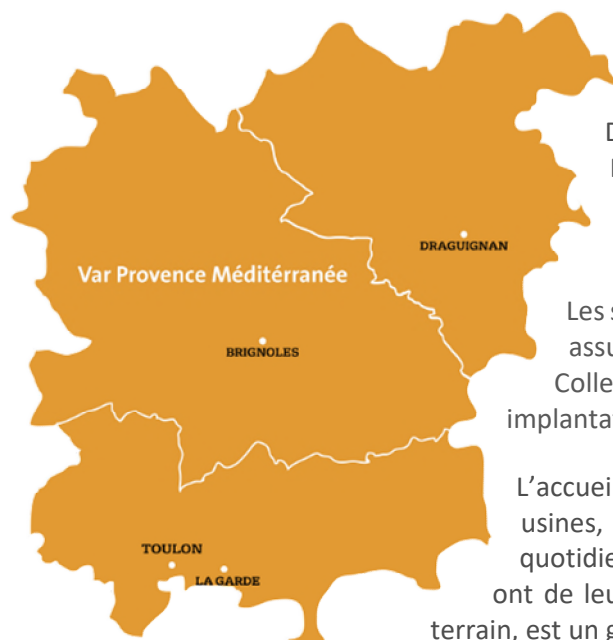 DRAGUIGNAN
Var Provence Méditérranée
BRIGNOLES
TOULON
LA GARDE
D
Les s
assu
Colle
implanta
L’accuei
usines,
quotidie
ont de leu
terrain, est un g